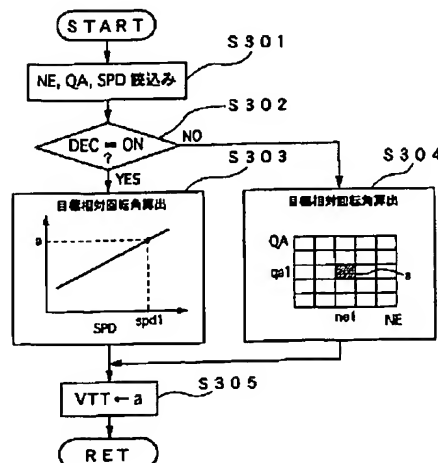 START
S301
NE, QA, SPD 読込み
S302
DEC = ON
?
NO
YES
S303
S304
目標相対回転角算出
a
spd1
SPD
目標相対回転角算出
QA
qa1
a
ne1
NE
S305
VTT ← a
RET